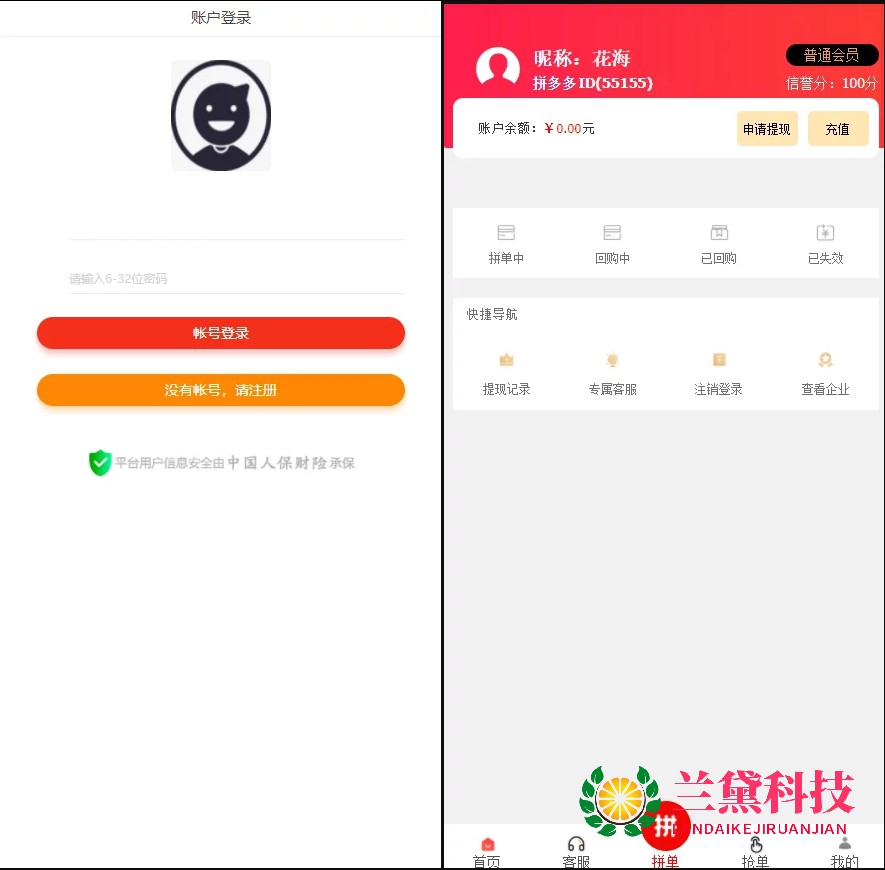 账户登录
请输入6-32位密码
帐号登录
没有帐号，请注册
平台用户信息安全由中国人保财险承保
昵称：花海
普通会员
拼多多ID(55155)
信誉分：100分
账户余额：￥0.00元
申请提现
充值
拼单中
回购中
已回购
已失效
快捷导航
提现记录
专属客服
注销登录
查看企业
兰黛科技
NDAIKEJIRUANJIAN
拼
首页
客服
拼单
抢单
我的